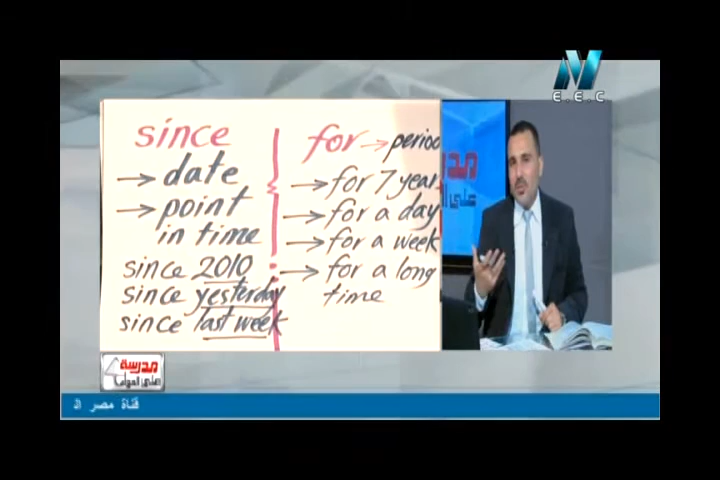 E.E.C
since
→ date
→ point
in time
since 2010
since yesterday
since last week
for → period
→ for 7 year
→ for a day
→ for a week
→ for a long
time
مدرسة
على الهواء
قناة مصر ال